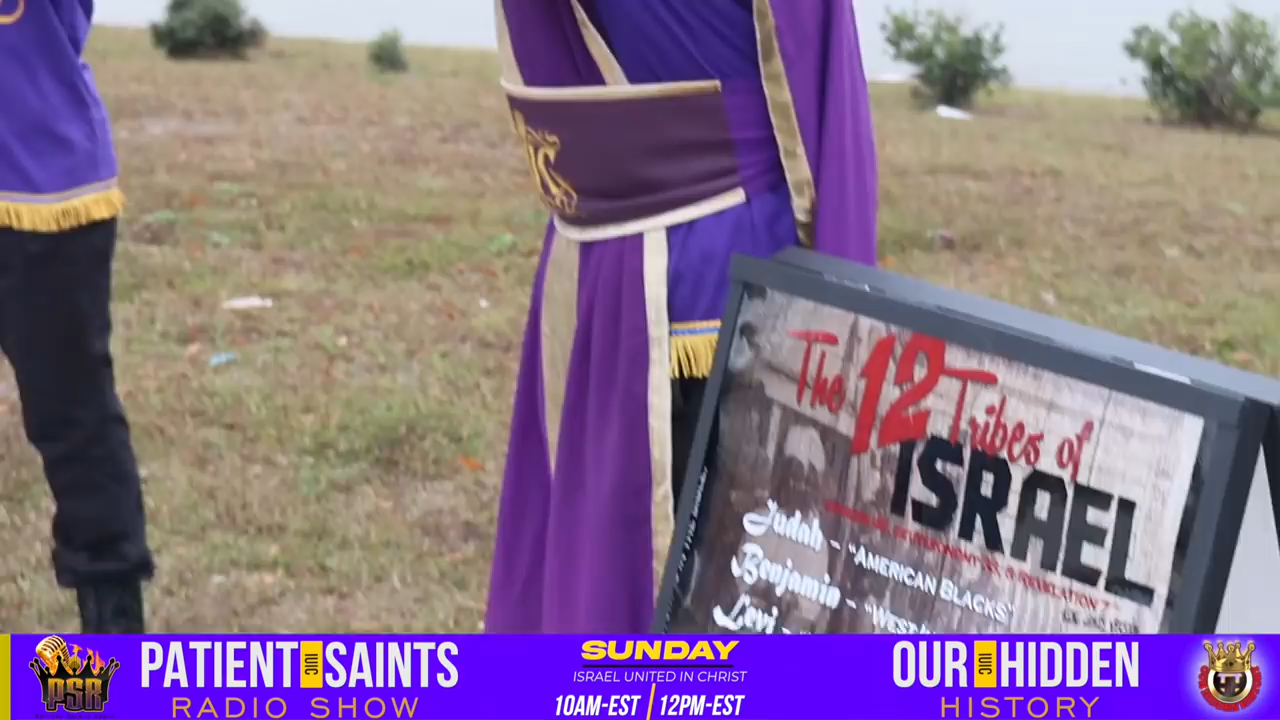 The 12 Tribes of
ISRAEL
Judah - "AMERICAN BLACKS"
Benjamin - "WEST
Levi - "
PATIENT IUIC SAINTS
RADIO SHOW
PSR
SUNDAY
ISRAEL UNITED IN CHRIST
10AM-EST | 12PM-EST
OUR IUIC HIDDEN
HISTORY